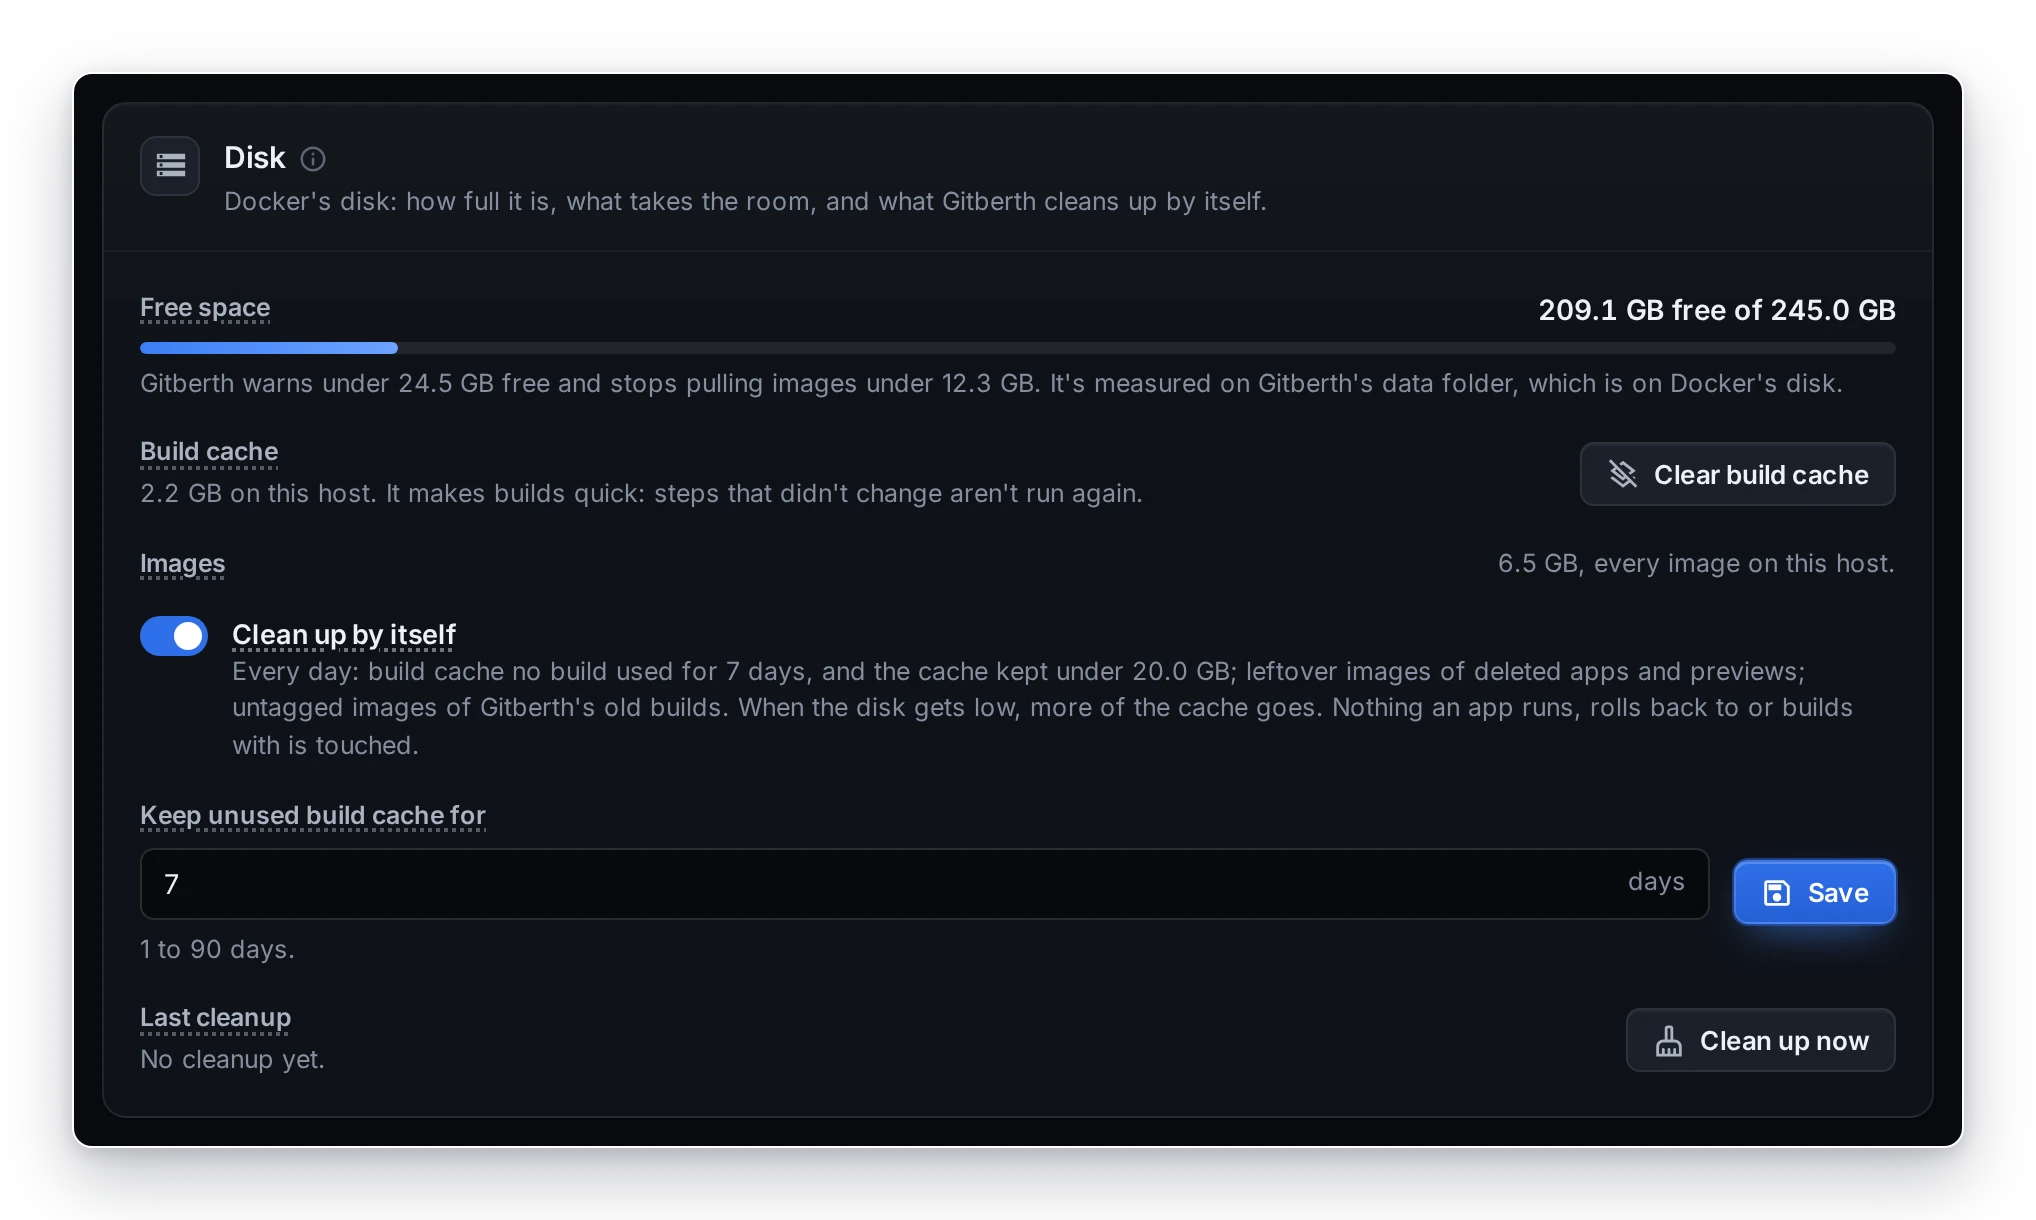 Disk
Docker's disk: how full it is, what takes the room, and what Gitberth cleans up by itself.
Free space
209.1 GB free of 245.0 GB
Gitberth warns under 24.5 GB free and stops pulling images under 12.3 GB. It's measured on Gitberth's data folder, which is on Docker's disk.
Build cache
2.2 GB on this host. It makes builds quick: steps that didn't change aren't run again.
Clear build cache
Images
6.5 GB, every image on this host.
Clean up by itself
Every day: build cache no build used for 7 days, and the cache kept under 20.0 GB; leftover images of deleted apps and previews;
untagged images of Gitberth's old builds. When the disk gets low, more of the cache goes. Nothing an app runs, rolls back to or builds
with is touched.
Keep unused build cache for
7
days
Save
1 to 90 days.
Last cleanup
No cleanup yet.
Clean up now